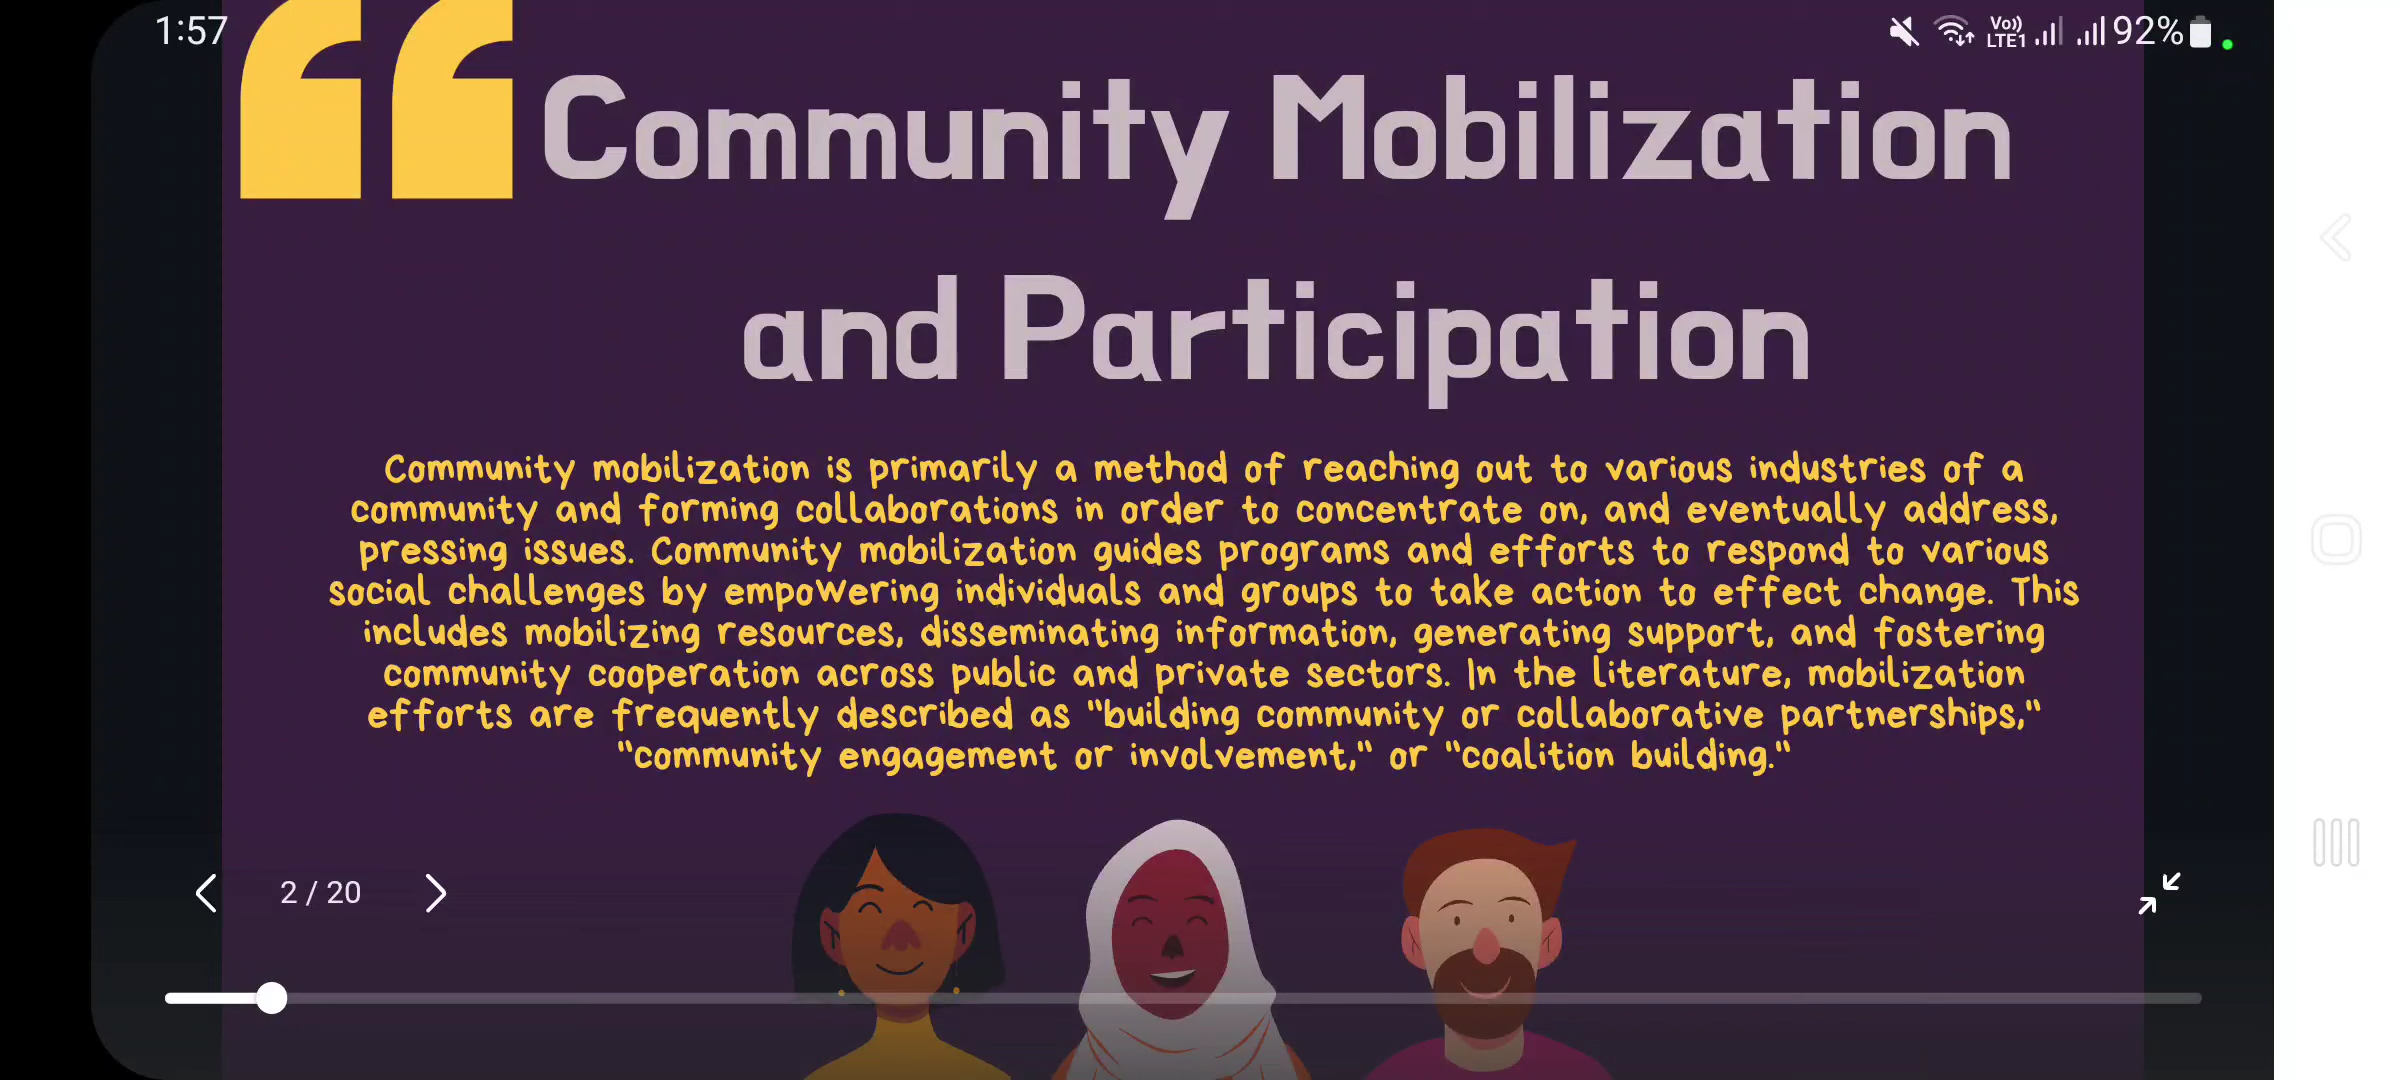 1:57
Vo)) LTE1 92%
Community Mobilization
and Participation
Community mobilization is primarily a method of reaching out to various industries of a
community and forming collaborations in order to concentrate on, and eventually address,
pressing issues. Community mobilization guides programs and efforts to respond to various
social challenges by empowering individuals and groups to take action to effect change. This
includes mobilizing resources, disseminating information, generating support, and fostering
community cooperation across public and private sectors. In the literature, mobilization
efforts are frequently described as "building community or collaborative partnerships,"
"community engagement or involvement," or "coalition building."
2 / 20